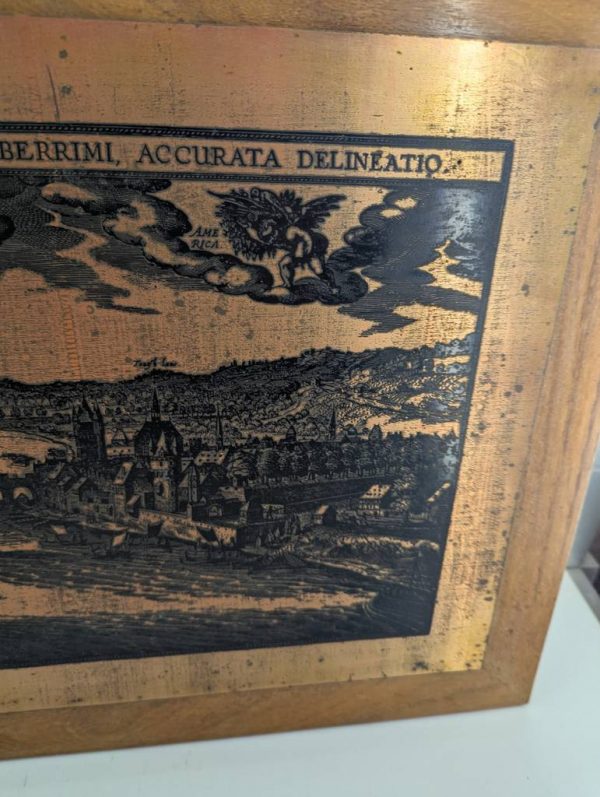 BERRIMI, ACCURATA DELINEATIO.
AME
RICA.